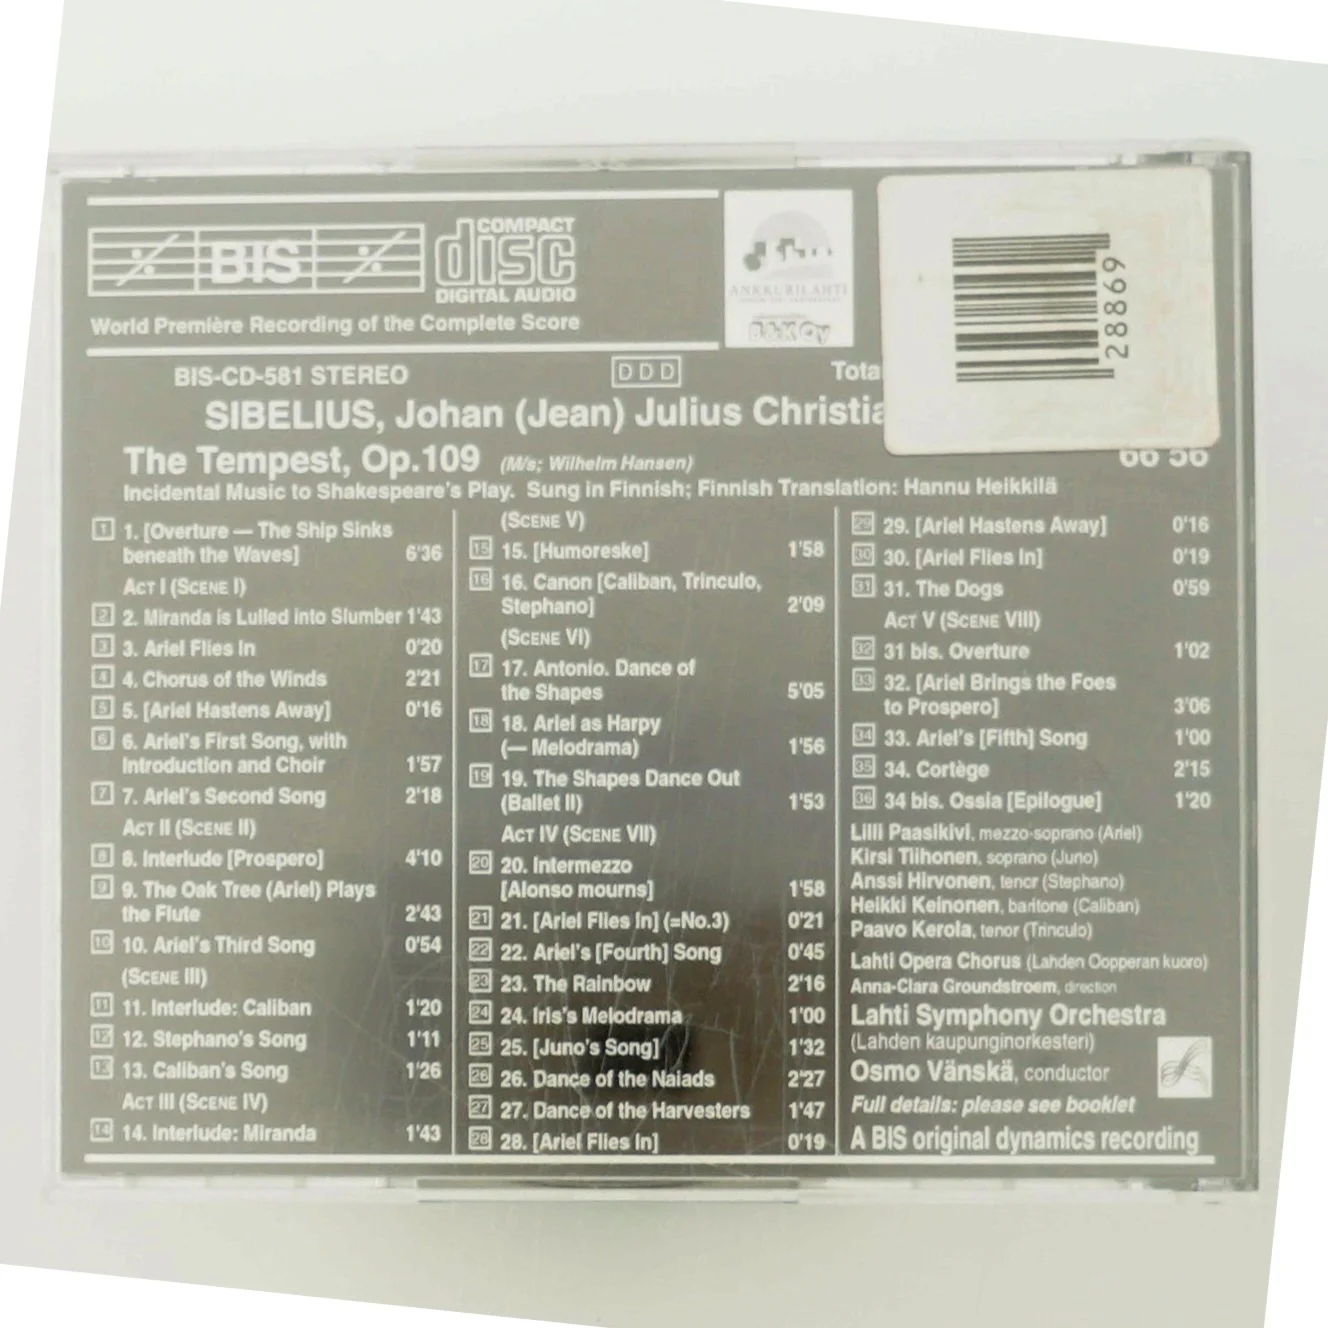 BIS
COMPACT
disc
DIGITAL AUDIO
ANKKURILAHTI
B&K Oy
28869
World Première Recording of the Complete Score
BIS-CD-581 STEREO
DDD
SIBELIUS, Johan (Jean) Julius
The Tempest, Op.109 (M/s; Wilhelm Hansen) 66'56
Incidental Music to Shakespeare's Play. Sung in Finnish; Finnish Translation: Hannu Heikkilä
1 1. [Overture — The Ship Sinks
beneath the Waves] 6'36
ACT I (SCENE I)
2 2. Miranda is Lulled into Slumber 1'43
3 3. Ariel Flies In 0'20
4 4. Chorus of the Winds 2'21
5 5. [Ariel Hastens Away] 0'16
6 6. Ariel's First Song, with
Introduction and Choir 1'57
7 7. Ariel's Second Song 2'18
ACT II (SCENE II)
8 8. Interlude [Prospero] 4'10
9 9. The Oak Tree (Ariel) Plays
the Flute 2'43
10 10. Ariel's Third Song 0'54
(SCENE III)
11 11. Interlude: Caliban 1'20
12 12. Stephano's Song 1'11
13 13. Caliban's Song 1'26
ACT III (SCENE IV)
14 14. Interlude: Miranda 1'43
(SCENE V)
15 15. [Humoreske] 1'58
16 16. Canon [Caliban, Trinculo,
Stephano] 2'09
(SCENE VI)
17 17. Antonio. Dance of
the Shapes 5'05
18 18. Ariel as Harpy
(— Melodrama) 1'56
19 19. The Shapes Dance Out
(Ballet II) 1'53
ACT IV (SCENE VII)
20 20. Intermezzo
[Alonso mourns] 1'58
21 21. [Ariel Flies In] (=No.3) 0'21
22 22. Ariel's [Fourth] Song 0'45
23 23. The Rainbow 2'16
24 24. Iris's Melodrama 1'00
25 25. [Juno's Song] 1'32
26 26. Dance of the Naiads 2'27
27 27. Dance of the Harvesters 1'47
28 28. [Ariel Flies In] 0'19
29 29. [Ariel Hastens Away] 0'16
30 30. [Ariel Flies In] 0'19
31 31. The Dogs 0'59
ACT V (SCENE VIII)
32 31 bis. Overture 1'02
33 32. [Ariel Brings the Foes
to Prospero] 3'06
34 33. Ariel's [Fifth] Song 1'00
35 34. Cortège 2'15
36 34 bis. Ossia [Epilogue] 1'20
Lilli Paasikivi, mezzo-soprano (Ariel)
Kirsi Tiihonen, soprano (Juno)
Anssi Hirvonen, tenor (Stephano)
Heikki Keinonen, baritone (Caliban)
Paavo Kerola, tenor (Trinculo)
Lahti Opera Chorus (Lahden Oopperan kuoro)
Anna-Clara Groundstroem, direction
Lahti Symphony Orchestra
(Lahden kaupunginorkesteri)
Osmo Vänskä, conductor
Full details: please see booklet
A BIS original dynamics recording